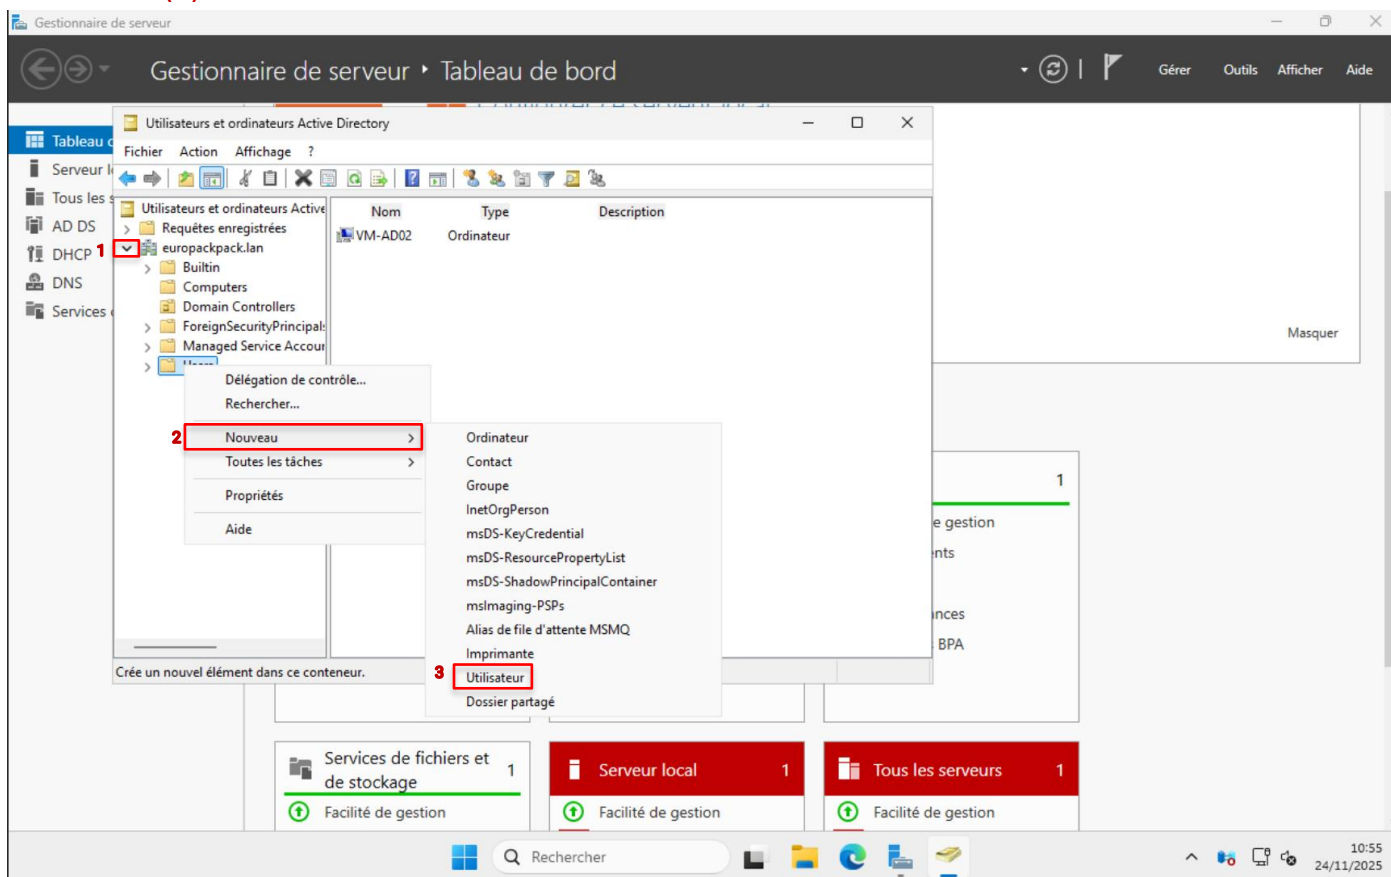 Gestionnaire de serveur
Gestionnaire de serveur ‣ Tableau de bord
Gérer Outils Afficher Aide
Utilisateurs et ordinateurs Active Directory
Fichier Action Affichage ?
Tableau
Serveur
Tous les
AD DS
DHCP
DNS
Services
1
Utilisateurs et ordinateurs Active
Requêtes enregistrées
europackpack.lan
Builtin
Computers
Domain Controllers
ForeignSecurityPrincipals
Managed Service Accour
Nom Type Description
VM-AD02 Ordinateur
Masquer
Délégation de contrôle...
Rechercher...
2 Nouveau
Toutes les tâches
Propriétés
Aide
Ordinateur
Contact
Groupe
InetOrgPerson
msDS-KeyCredential
msDS-ResourcePropertyList
msDS-ShadowPrincipalContainer
msImaging-PSPs
Alias de file d'attente MSMQ
Imprimante
3 Utilisateur
Dossier partagé
Crée un nouvel élément dans ce conteneur.
1
e gestion
BPA
Services de fichiers et
de stockage
1
Facilité de gestion
Serveur local 1
Facilité de gestion
Tous les serveurs 1
Facilité de gestion
Rechercher
10:55
24/11/2025